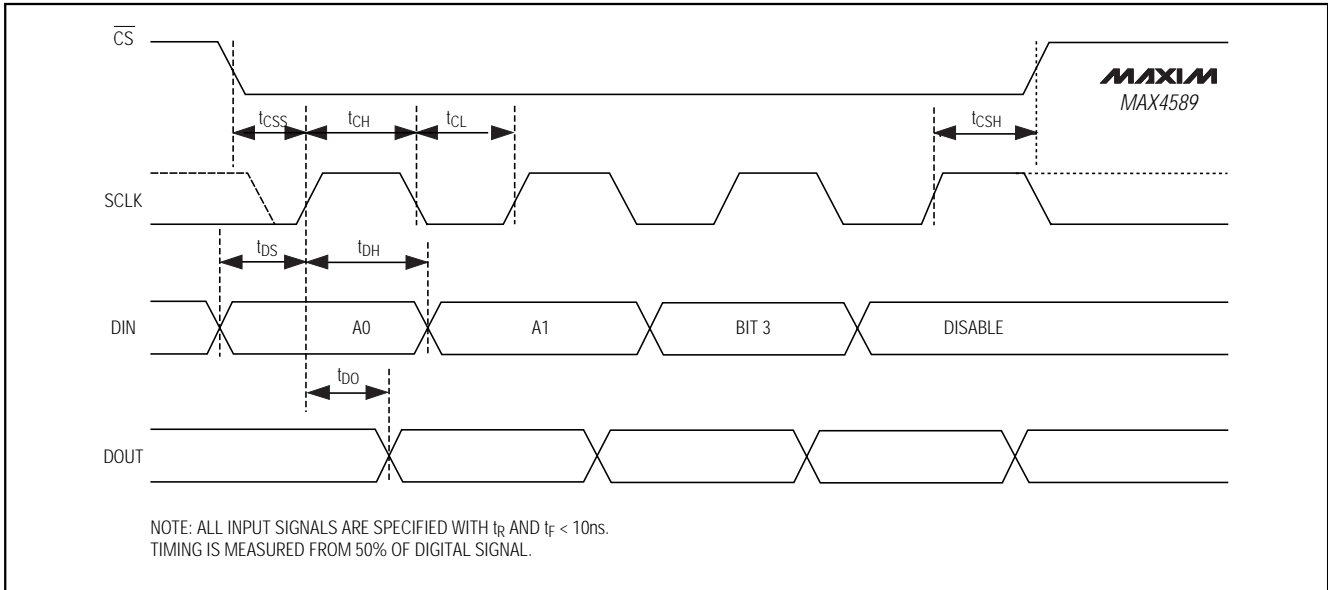 CS
MAXIM
MAX4589
tCSS tCH tCL tCSH
SCLK
tDS tDH
DIN A0 A1 BIT 3 DISABLE
tDO
DOUT
NOTE: ALL INPUT SIGNALS ARE SPECIFIED WITH tR AND tF < 10ns.
TIMING IS MEASURED FROM 50% OF DIGITAL SIGNAL.